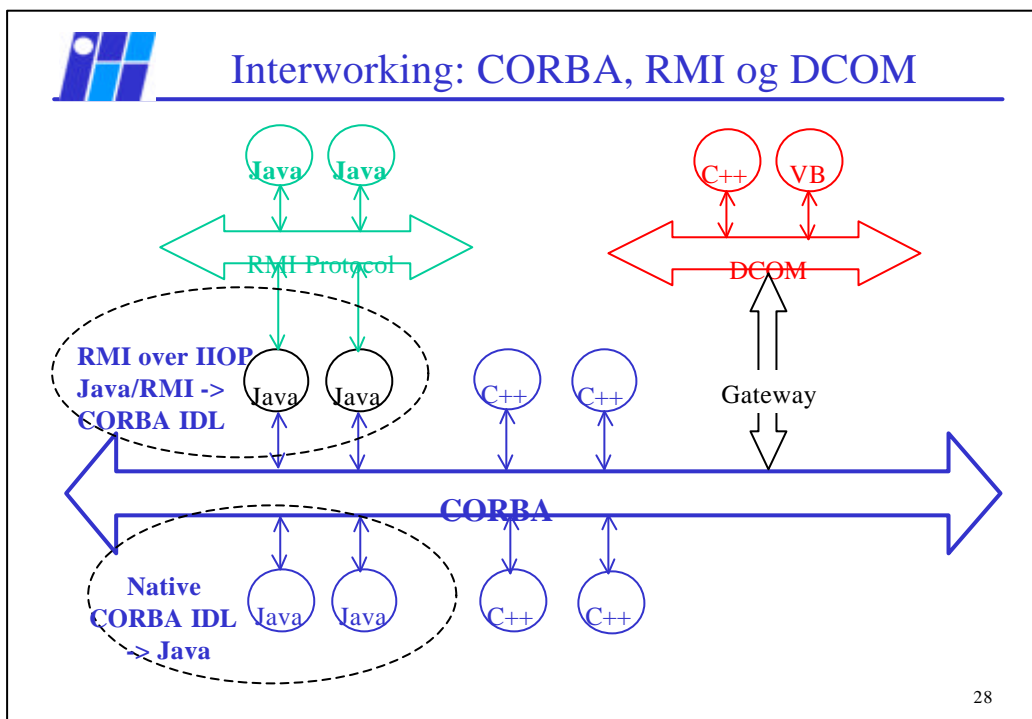 Interworking: CORBA, RMI og DCOM
Java Java
C++ VB
RMI Protocol
DCOM
RMI over IIOP
Java/RMI ->
CORBA IDL
Java Java
C++ C++
Gateway
CORBA
Native
CORBA IDL
-> Java
Java Java
C++ C++
28